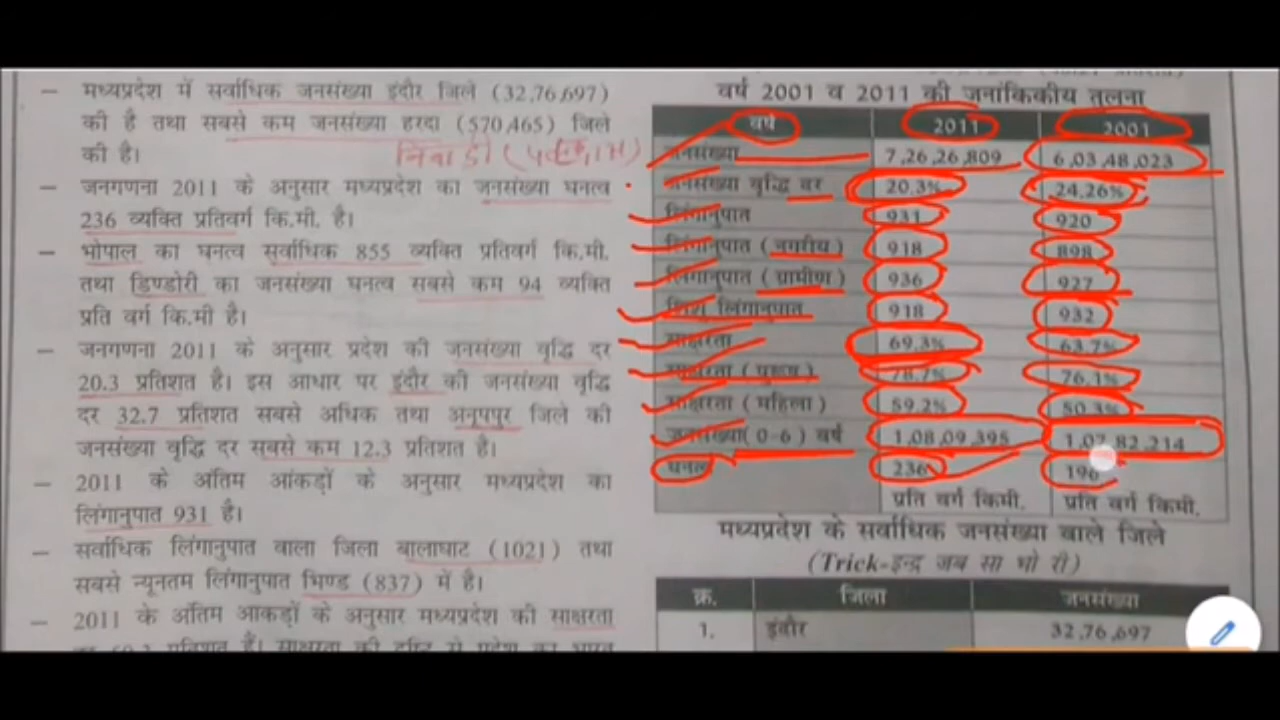 – मध्यप्रदेश में सर्वाधिक जनसंख्या इंदौर जिले (32,76,697)
की है तथा सबसे कम जनसंख्या हरदा (570,465) जिले
की है।
निवाडी
– जनगणना 2011 के अनुसार मध्यप्रदेश का जनसंख्या घनत्व
236 व्यक्ति प्रतिवर्ग कि.मी. है।
– भोपाल का घनत्व सर्वाधिक 855 व्यक्ति प्रतिवर्ग कि.मी.
तथा डिण्डोरी का जनसंख्या घनत्व सबसे कम 94 व्यक्ति
प्रति वर्ग कि.मी है।
– जनगणना 2011 के अनुसार प्रदेश की जनसंख्या वृद्धि दर
20.3 प्रतिशत है। इस आधार पर इंदौर की जनसंख्या वृद्धि
दर 32.7 प्रतिशत सबसे अधिक तथा अनूपपुर जिले की
जनसंख्या वृद्धि दर सबसे कम 12.3 प्रतिशत है।
– 2011 के अंतिम आंकड़ों के अनुसार मध्यप्रदेश का
लिंगानुपात 931 है।
– सर्वाधिक लिंगानुपात वाला जिला बालाघाट (1021) तथा
सबसे न्यूनतम लिंगानुपात भिण्ड (837) में है।
– 2011 के अंतिम आकड़ों के अनुसार मध्यप्रदेश की साक्षरता
वर्ष 2001 व 2011 की जनांकिकीय तुलना
वर्ष 2011 2001
जनसंख्या 7,26,26,809 6,03,48,023
जनसंख्या वृद्धि दर 20.3% 24.26%
लिंगानुपात 931 920
लिंगानुपात (नगरीय) 918 898
लिंगानुपात (ग्रामीण) 936 927
शिशु लिंगानुपात 918 932
साक्षरता 69.3% 63.7%
साक्षरता (पुरुष) 78.7% 76.1%
साक्षरता (महिला) 59.2% 50.3%
जनसंख्या(0-6) वर्ष 1,08,09,395 1,07,82,214
घनत्व 236 196
प्रति वर्ग किमी. प्रति वर्ग किमी.
मध्यप्रदेश के सर्वाधिक जनसंख्या वाले जिले
(Trick-इन्द्र जब सा भो री)
क्र. जिला जनसंख्या
1. इंदौर 32,76,697